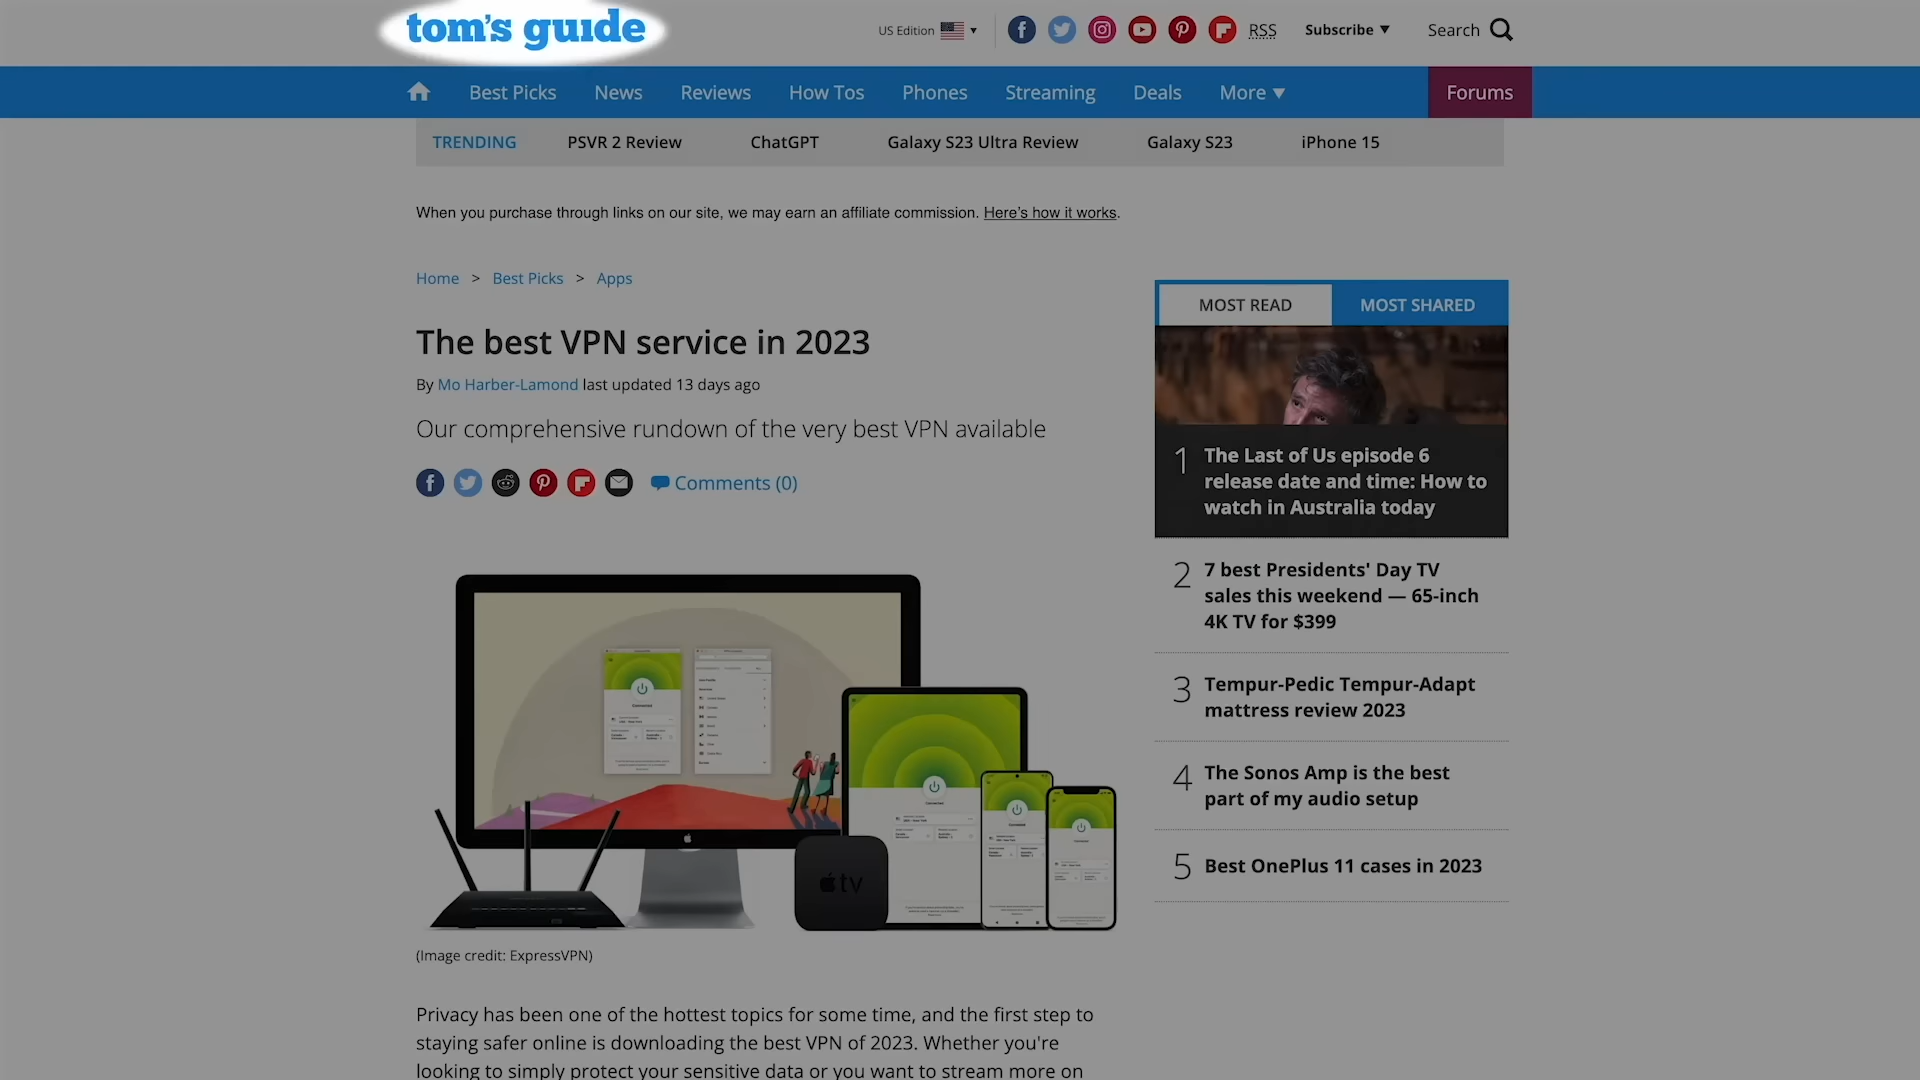 tom's guide
US Edition
RSS
Subscribe
Search
Best Picks
News
Reviews
How Tos
Phones
Streaming
Deals
More
Forums
TRENDING
PSVR 2 Review
ChatGPT
Galaxy S23 Ultra Review
Galaxy S23
iPhone 15
When you purchase through links on our site, we may earn an affiliate commission. Here's how it works.
Home > Best Picks > Apps
The best VPN service in 2023
By Mo Harber-Lamond last updated 13 days ago
Our comprehensive rundown of the very best VPN available
Comments (0)
MOST READ
MOST SHARED
1 The Last of Us episode 6
release date and time: How to
watch in Australia today
2 7 best Presidents' Day TV
sales this weekend — 65-inch
4K TV for $399
3 Tempur-Pedic Tempur-Adapt
mattress review 2023
4 The Sonos Amp is the best
part of my audio setup
5 Best OnePlus 11 cases in 2023
Connected
Connected
Connected
Connected
tv
(Image credit: ExpressVPN)
Privacy has been one of the hottest topics for some time, and the first step to
staying safer online is downloading the best VPN of 2023. Whether you're
looking to simply protect your sensitive data or you want to stream more on